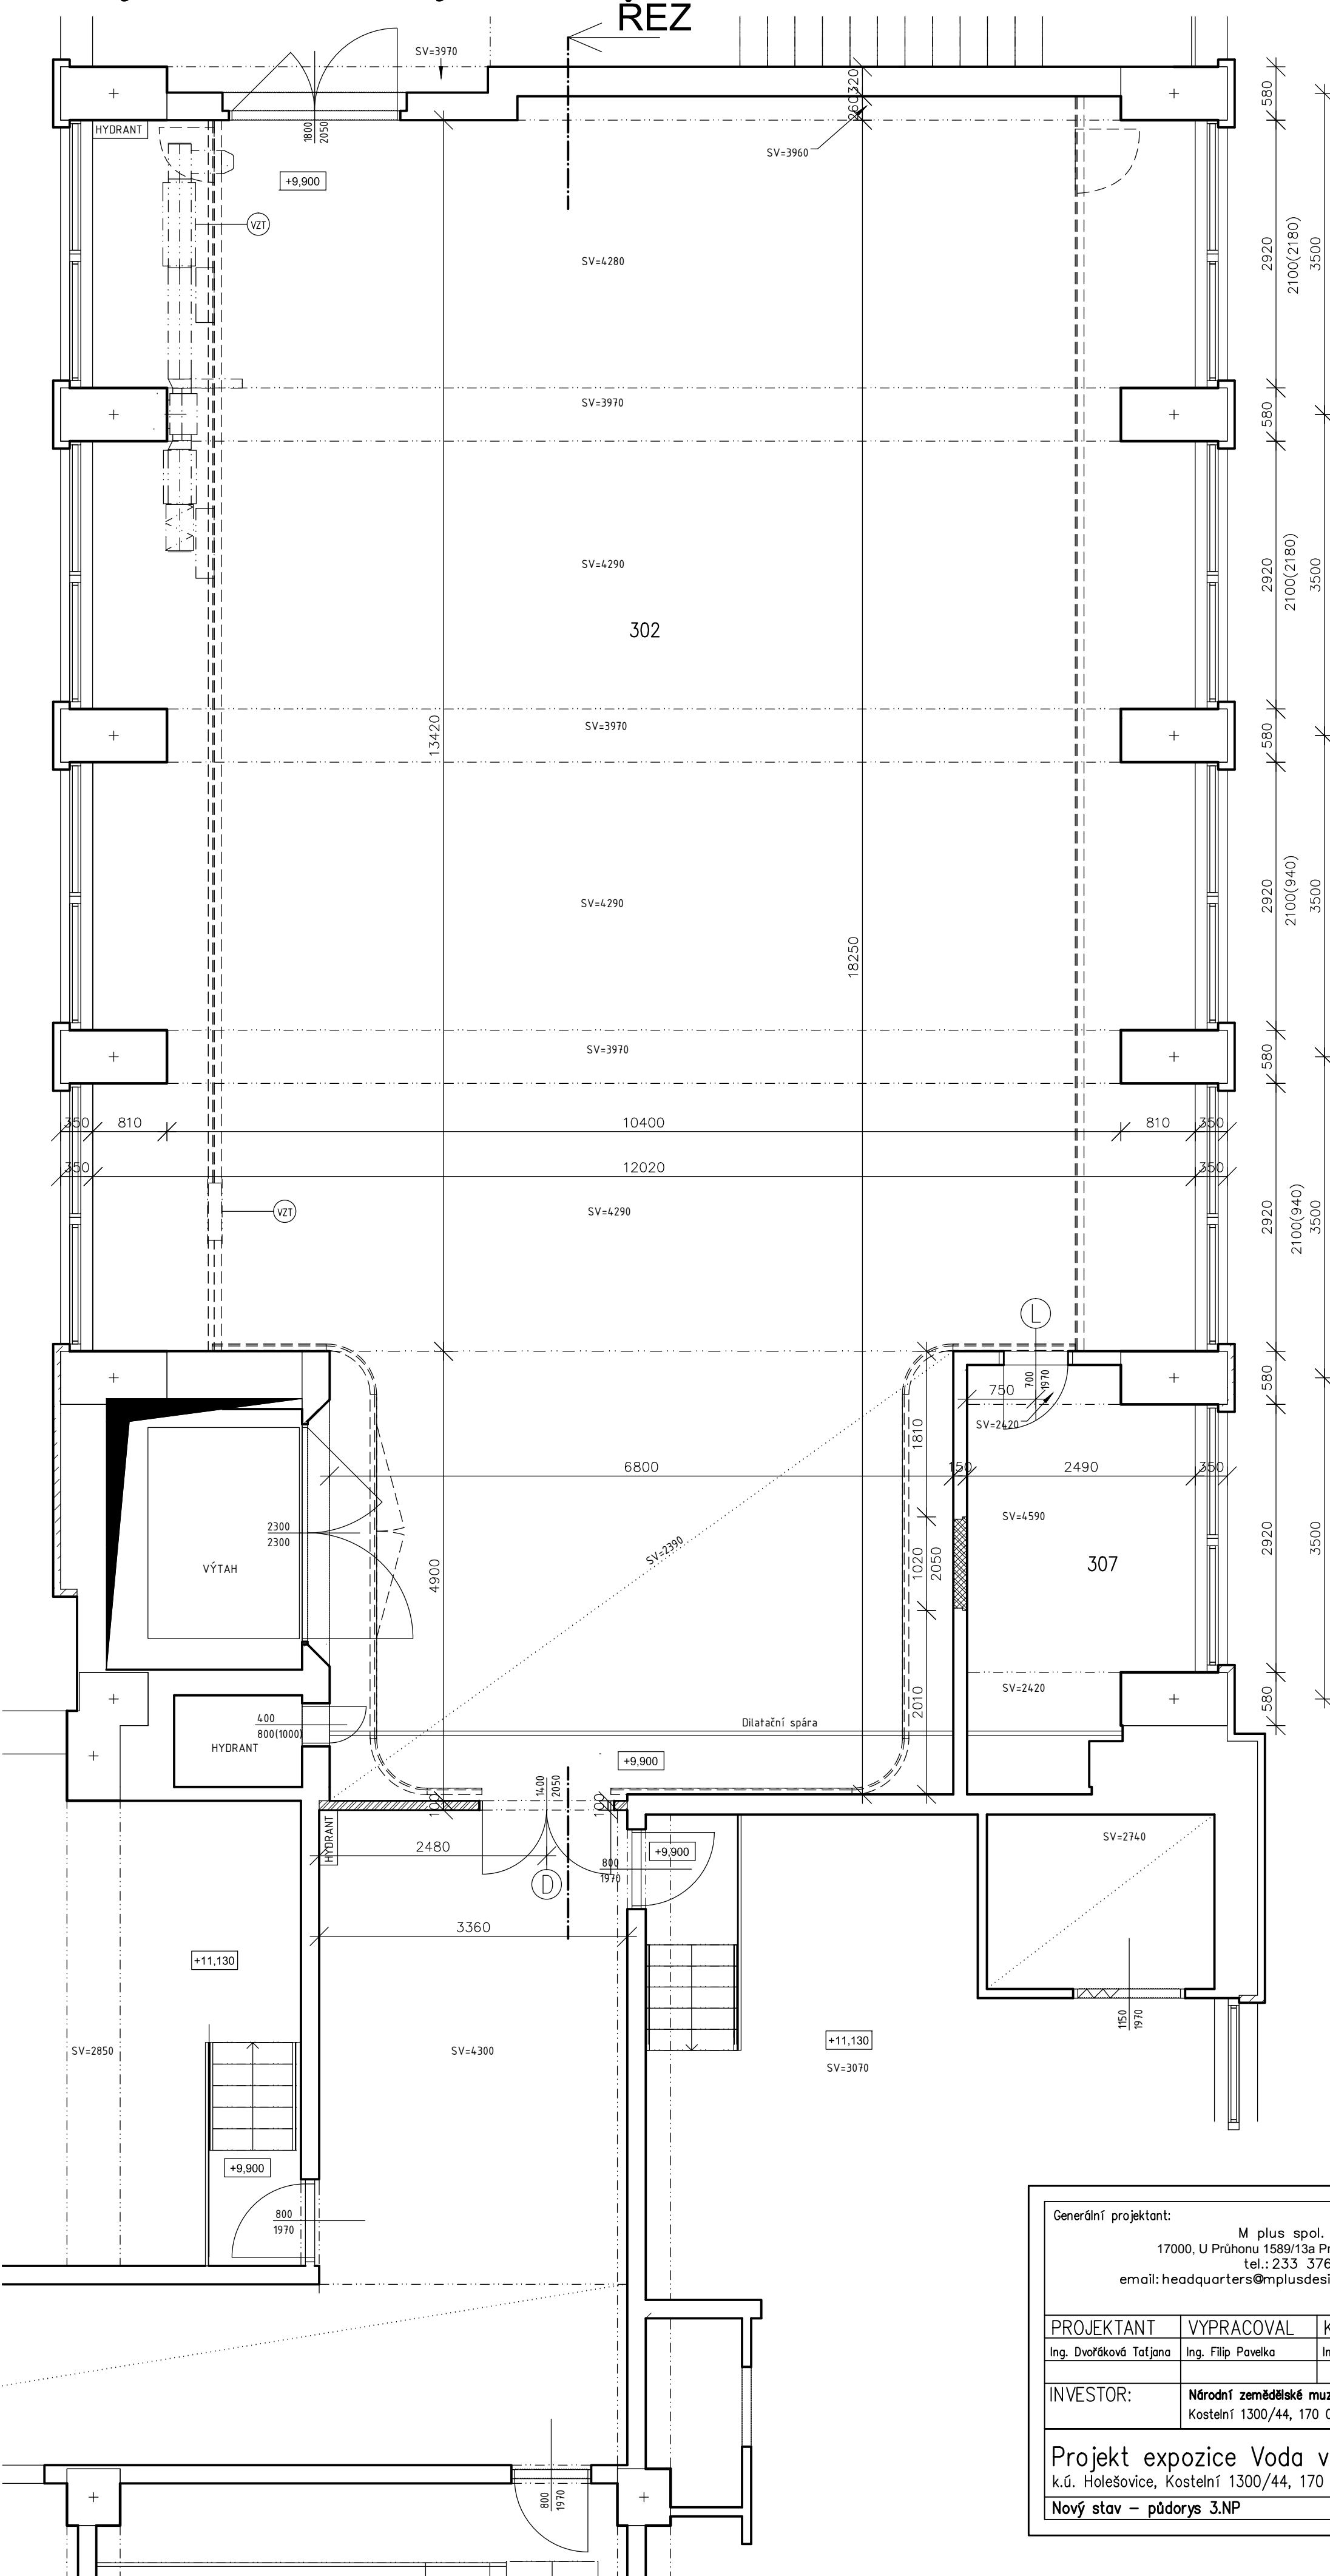 ŘEZ
SV=3970
580
320
260
HYDRANT
1800
2050
SV=3960
+9,900
VZT
SV=4280
2920
2100(2180)
3500
SV=3970
580
SV=4290
2920
2100(2180)
3500
302
13420
SV=3970
580
SV=4290
2920
2100(940)
3500
18250
SV=3970
580
350
810
10400
810
350
350
12020
350
VZT
SV=4290
2920
2100(940)
3500
L
700
1970
580
750
SV=2420
1810
6800
150
2490
350
2300
2300
SV=4590
2920
3500
SV=2390
VÝTAH
4900
1020
2050
307
SV=2420
2010
580
400
800(1000)
HYDRANT
Dilatační spára
+9,900
1400
2050
100
100
HYDRANT
2480
D
800
1970
+9,900
SV=2740
3360
+11,130
1150
1970
+11,130
SV=2850
SV=4300
SV=3070
+9,900
800
1970
Generální projektant:
M plus spol.
17000, U Průhonu 1589/13a
tel.: 233 376
email: headquarters@mplusdesi
PROJEKTANT
VYPRACOVAL
Ing. Dvořáková Taťjana
Ing. Filip Pavelka
INVESTOR:
Národní zemědělské
Kostelní 1300/44, 170
Projekt expozice Voda v
k.ú. Holešovice, Kostelní 1300/44, 170
Nový stav – půdorys 3.NP
800
1970